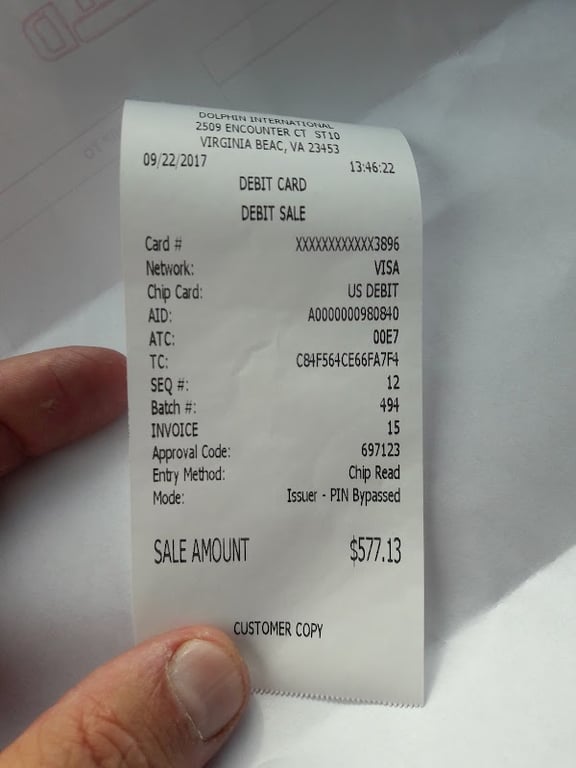 DOLPHIN INTERNATIONAL
2509 ENCOUNTER CT ST10
VIRGINIA BEAC, VA 23453
09/22/2017 13:46:22
DEBIT CARD
DEBIT SALE
Card # XXXXXXXXXXXX3896
Network: VISA
Chip Card: US DEBIT
AID: A0000000980840
ATC: 00E7
TC: C84F564CE66FA7F4
SEQ #: 12
Batch #: 494
INVOICE 15
Approval Code: 697123
Entry Method: Chip Read
Mode: Issuer - PIN Bypassed
SALE AMOUNT $577.13
CUSTOMER COPY